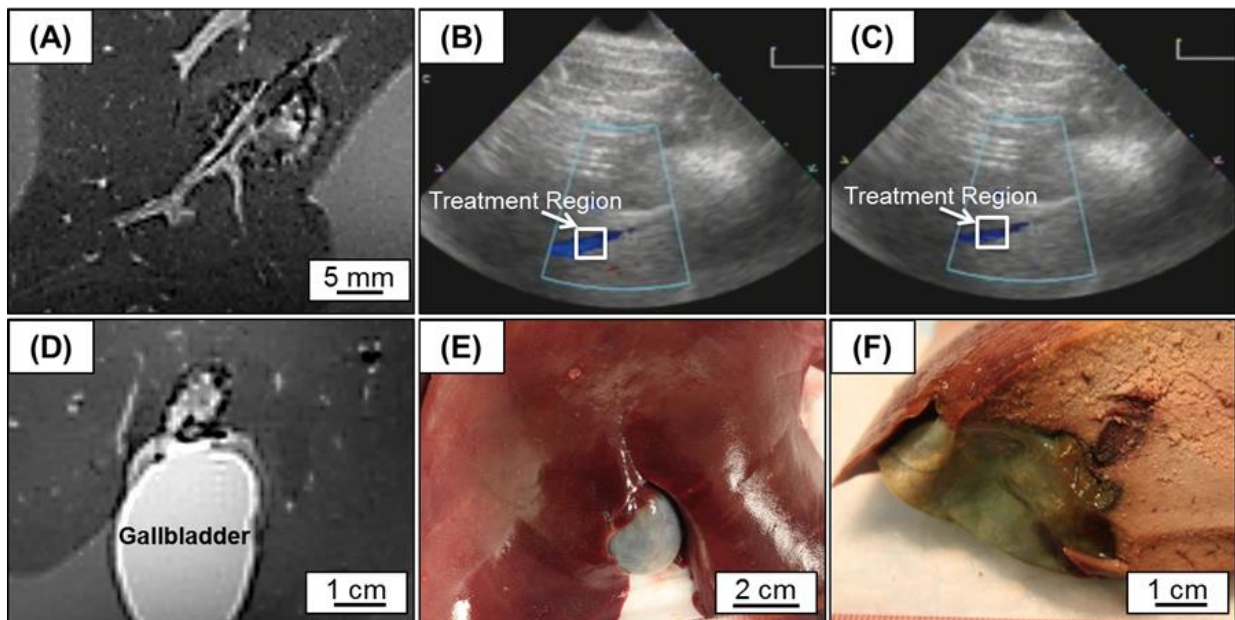 (A)
5 mm
(B)
Treatment Region
(C)
Treatment Region
(D)
Gallbladder
1 cm
(E)
2 cm
(F)
1 cm